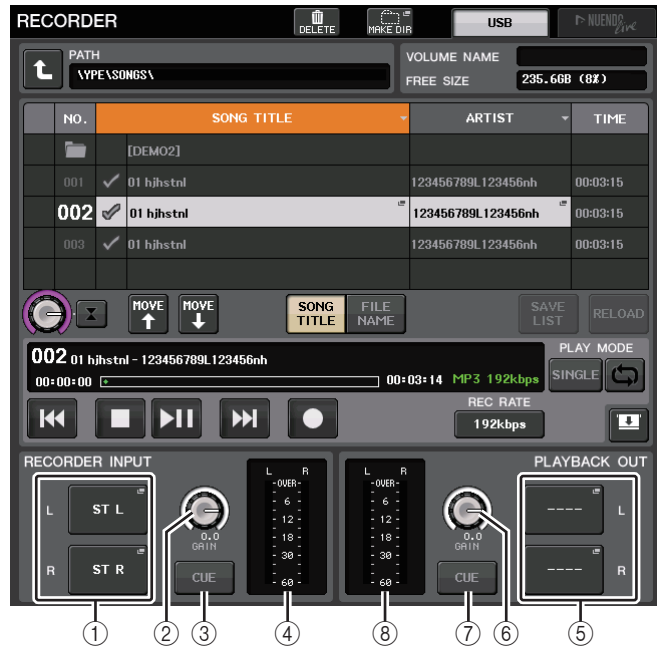 RECORDER
DELETE
MAKE DIR
USB
NUENDO Live
PATH
\YPE\SONGS\
VOLUME NAME
FREE SIZE 235.6GB (8%)
NO. SONG TITLE ARTIST TIME
[DEMO2]
001 01 hjhstnl 123456789L123456nh 00:03:15
002 01 hjhstnl 123456789L123456nh 00:03:15
003 01 hjhstnl 123456789L123456nh 00:03:15
MOVE
MOVE
SONG TITLE
FILE NAME
SAVE LIST
RELOAD
002 01 hjhstnl - 123456789L123456nh
00:00:00 00:03:14 MP3 192kbps
PLAY MODE
SINGLE
REC RATE
192kbps
RECORDER INPUT
PLAYBACK OUT
L ST L
R ST R
0.0
GAIN
CUE
L R
-OVER-
6
12
18
30
60
L R
-OVER-
6
12
18
30
60
0.0
GAIN
CUE
---- L
---- R
① ② ③ ④ ⑧ ⑦ ⑥ ⑤